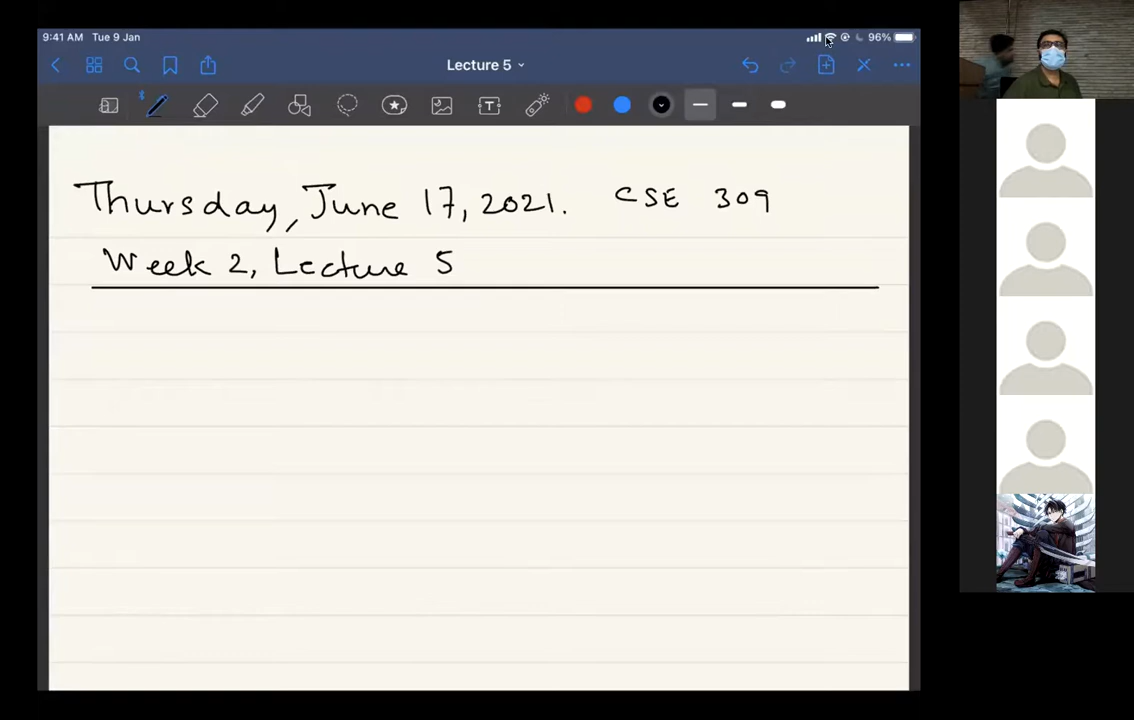 9:41 AM Tue 9 Jan 96%
Lecture 5
Thursday, June 17, 2021. CSE 309
Week 2, Lecture 5